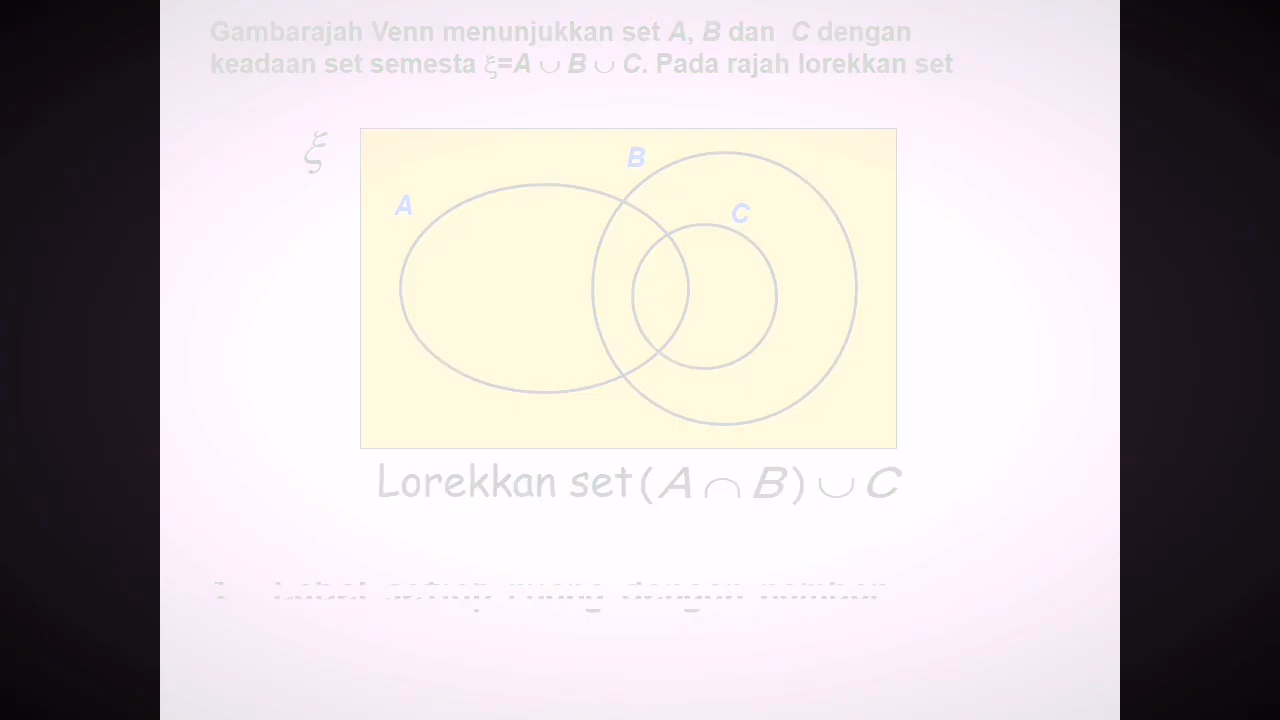 Gambarajah Venn menunjukkan set A, B dan C dengan
keadaan set semesta ξ=A ∪ B ∪ C. Pada rajah lorekkan set
ξ
B
A
C
Lorekkan set (A ∩ B) ∪ C